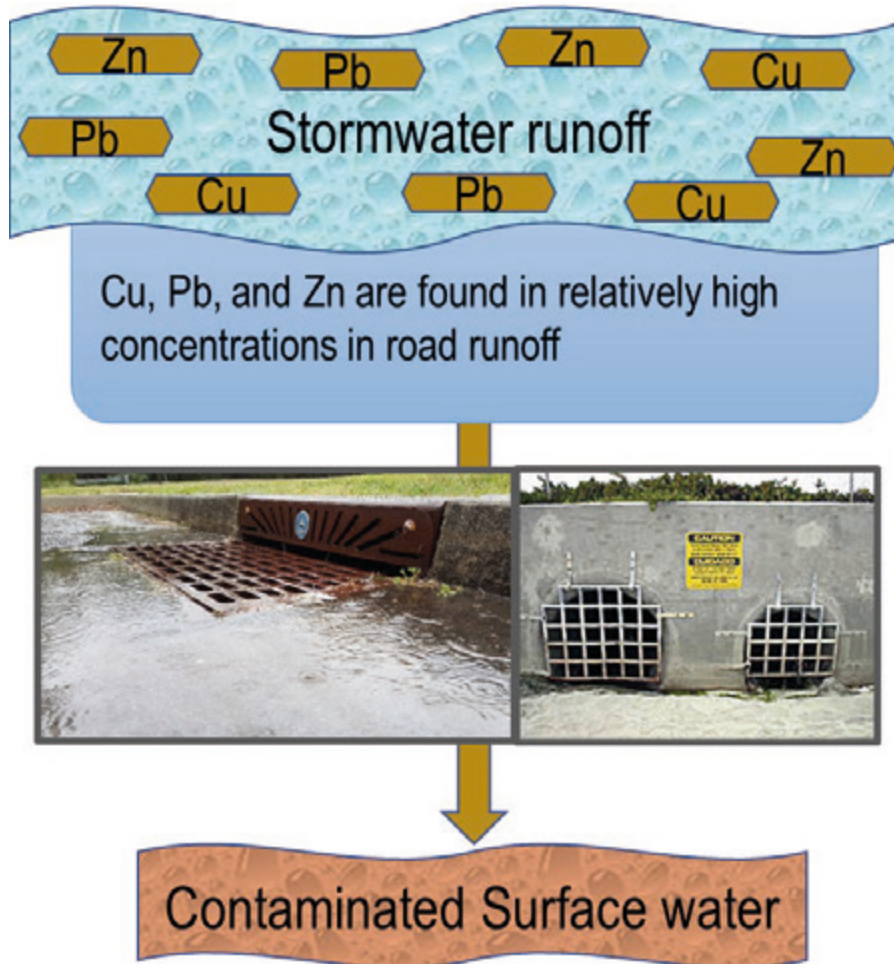 Zn
Pb
Zn
Cu
Pb
Stormwater runoff
Zn
Cu
Pb
Cu
Cu, Pb, and Zn are found in relatively high
concentrations in road runoff
CAUTION
CUIDADO
Contaminated Surface water